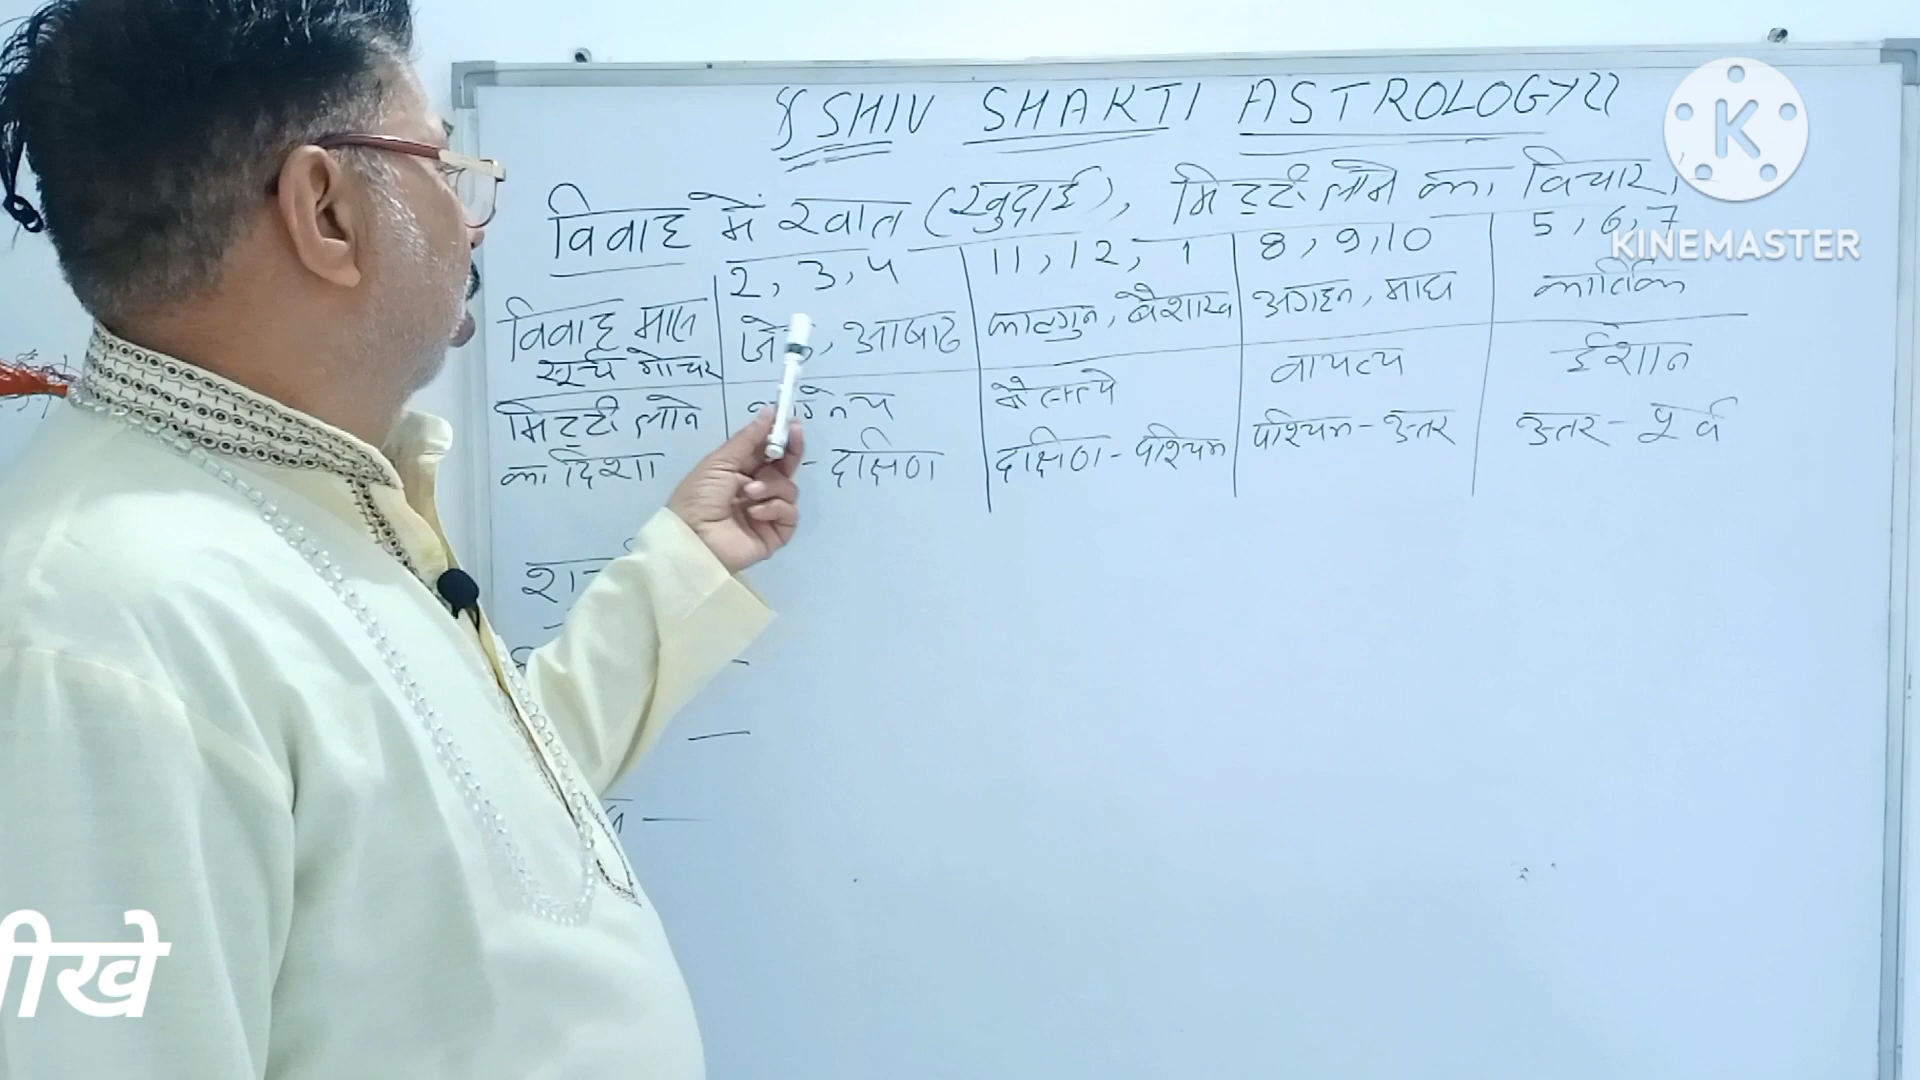 SHIV SHAKTI ASTROLOGY
विवाह में खात (खुदाई), मिट्टी लाने का विचार,
2, 3, 4 11, 12, 1 8, 9, 10 5, 6, 7
विवाह मास आषाढ फाल्गुन, वैशाख अगहन, माघ कार्तिक
सूर्य गोचर
मिट्टी लाने नैऋत्ये वायव्य ईशान
का दिशा - दक्षिण दक्षिण - पश्चिम पश्चिम - उत्तर उत्तर - पूर्व
K
KINEMASTER
ीखे